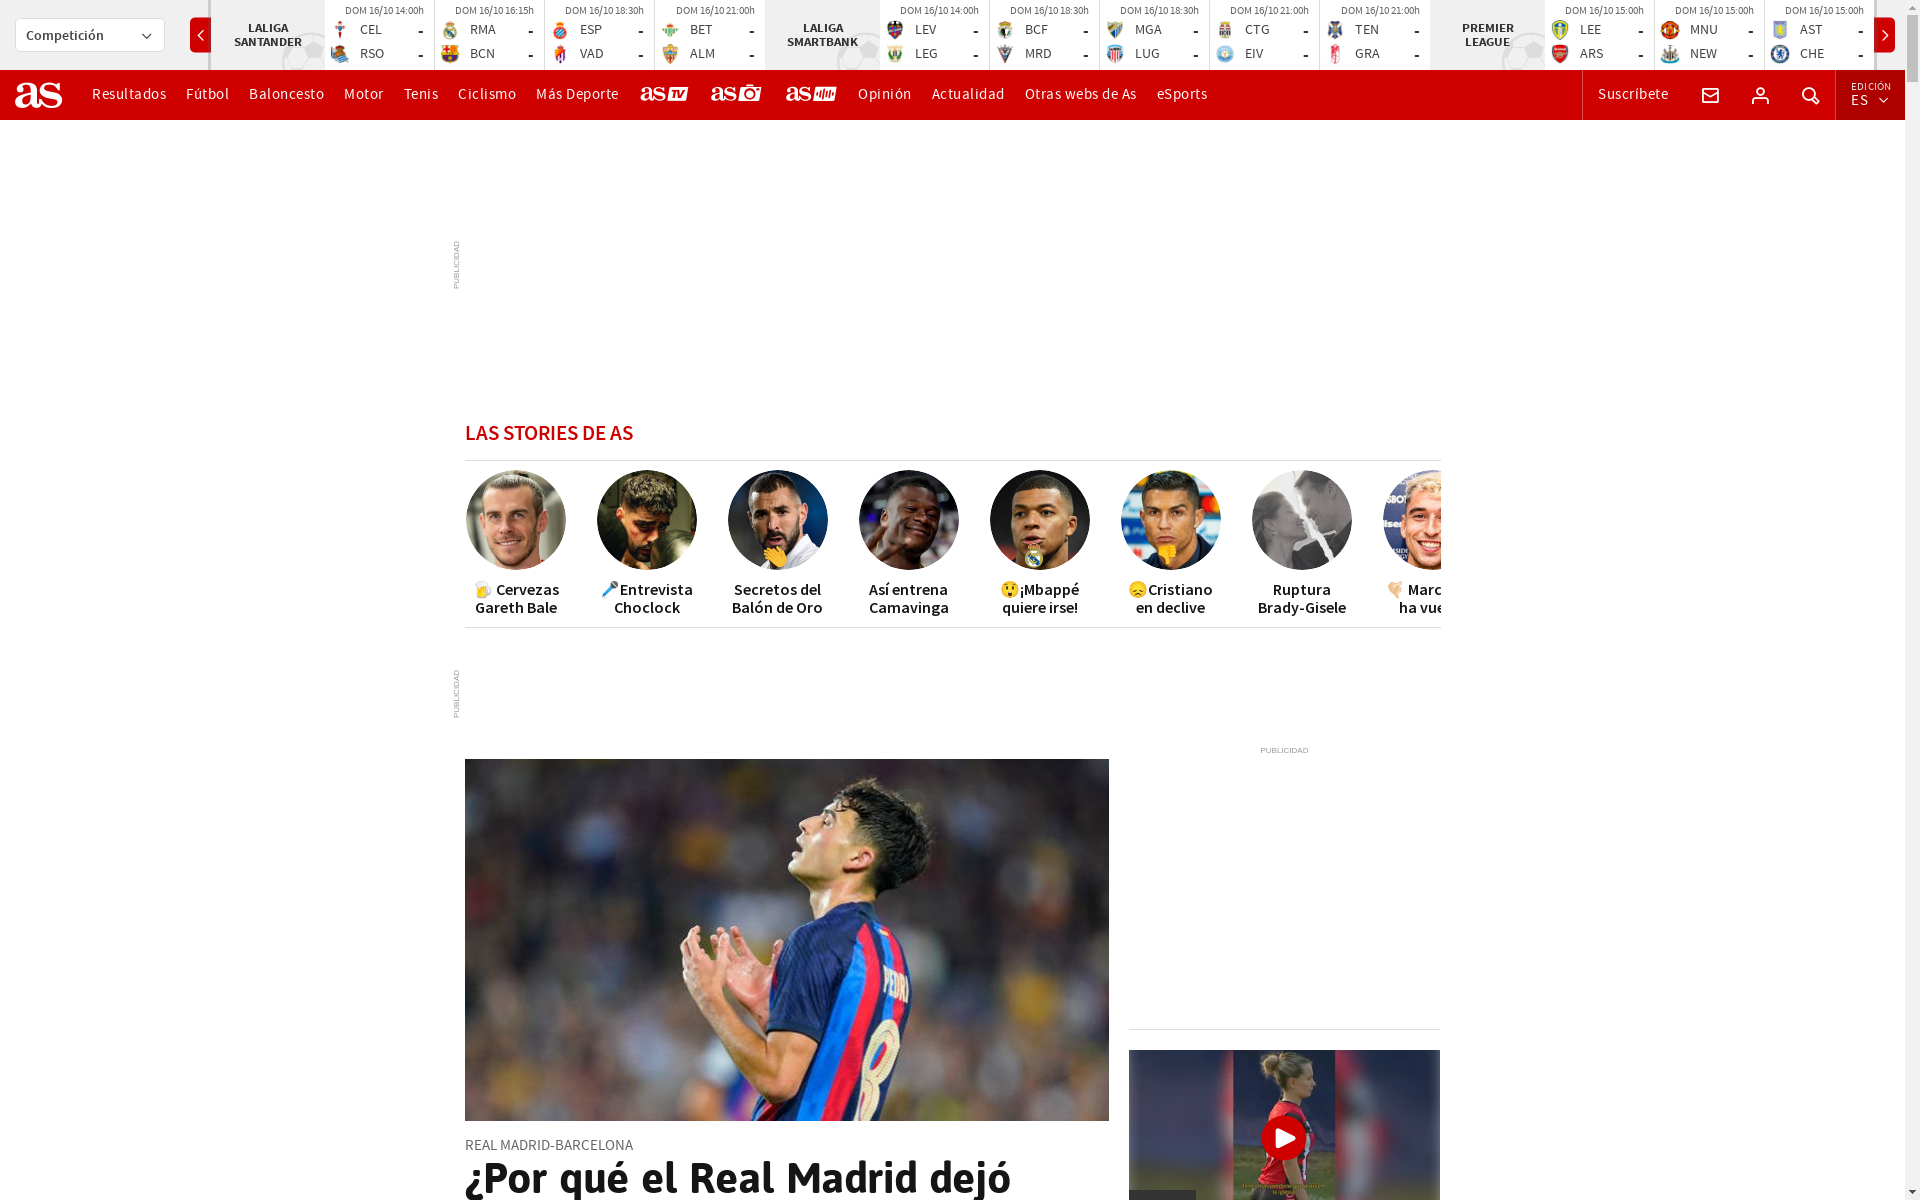 Competición
LALIGA
SANTANDER
DOM 16/10 14:00h
CEL -
RSO -
DOM 16/10 16:15h
RMA -
BCN -
DOM 16/10 18:30h
ESP -
VAD -
DOM 16/10 21:00h
BET -
ALM -
LALIGA
SMARTBANK
DOM 16/10 14:00h
LEV -
LEG -
DOM 16/10 18:30h
BCF -
MRD -
DOM 16/10 18:30h
MGA -
LUG -
DOM 16/10 21:00h
CTG -
EIV -
DOM 16/10 21:00h
TEN -
GRA -
PREMIER
LEAGUE
DOM 16/10 15:00h
LEE -
ARS -
DOM 16/10 15:00h
MNU -
NEW -
DOM 16/10 15:00h
AST -
CHE -
as Resultados Fútbol Baloncesto Motor Tenis Ciclismo Más Deporte as TV as as Opinión Actualidad Otras webs de As eSports Suscríbete
EDICIÓN
ES
PUBLICIDAD
LAS STORIES DE AS
🍺 Cervezas
Gareth Bale
🎤Entrevista
Choclock
Secretos del
Balón de Oro
Así entrena
Camavinga
😲¡Mbappé
quiere irse!
😞Cristiano
en declive
Ruptura
Brady-Gisele
Marc
ha vue
PUBLICIDAD
PUBLICIDAD
PEDRI
8
REAL MADRID-BARCELONA
¿Por qué el Real Madrid dejó